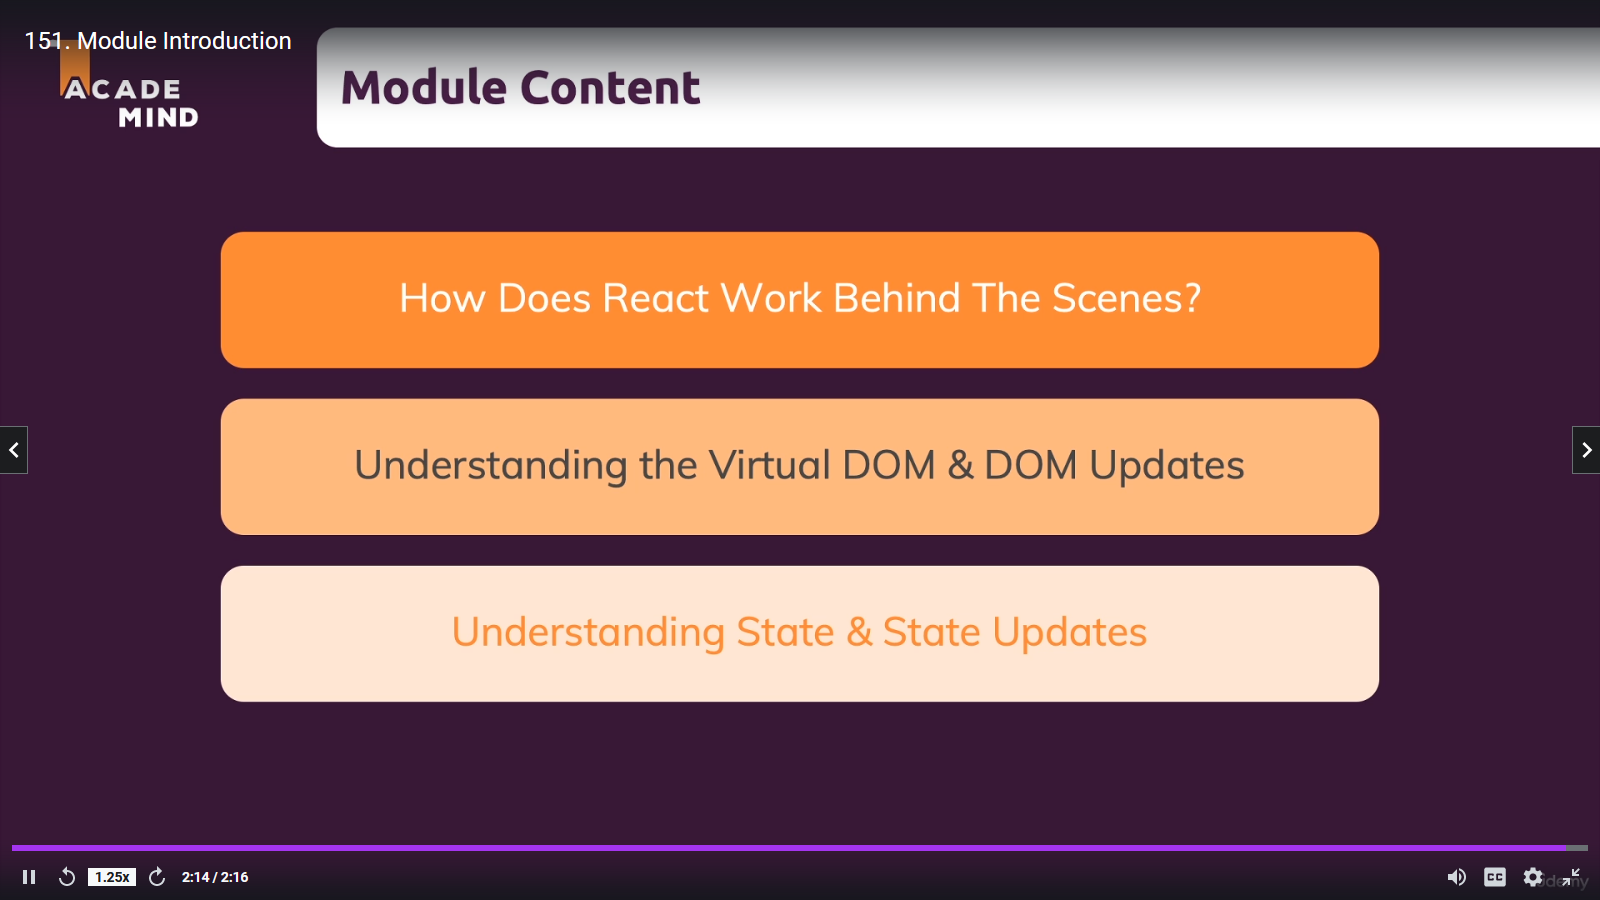 151. Module Introduction
ACADE
MIND
Module Content
How Does React Work Behind The Scenes?
Understanding the Virtual DOM & DOM Updates
Understanding State & State Updates
1.25x
2:14 / 2:16
CC
udemy